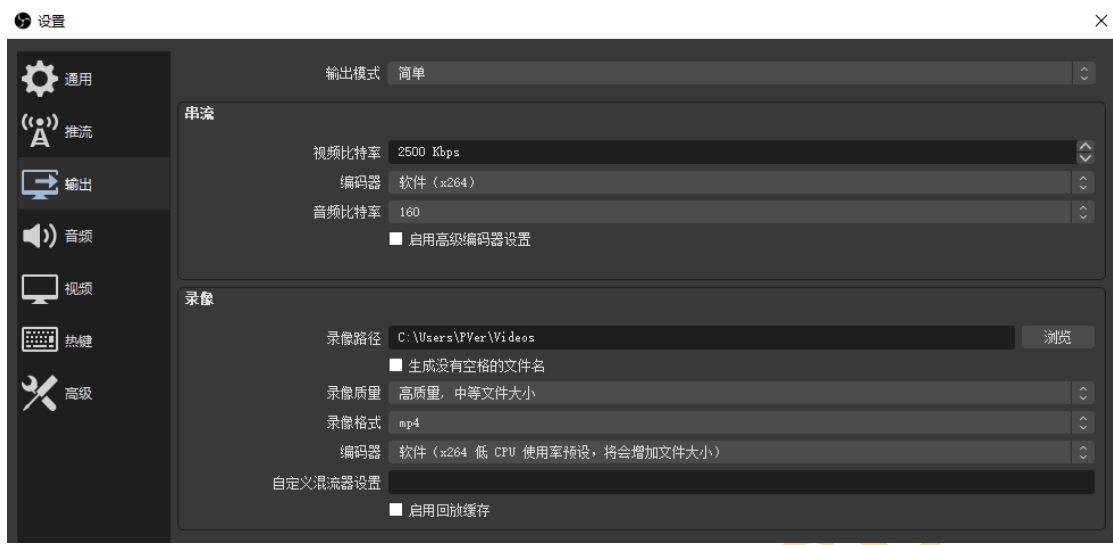 设置
通用
推流
输出
音频
视频
热键
高级
输出模式 简单
串流
视频比特率 2500 Kbps
编码器 软件（x264）
音频比特率 160
启用高级编码器设置
录像
录像路径 C:\Users\PVer\Videos 浏览
生成没有空格的文件名
录像质量 高质量，中等文件大小
录像格式 mp4
编码器 软件（x264 低 CPU 使用率预设，将会增加文件大小）
自定义混流器设置
启用回放缓存